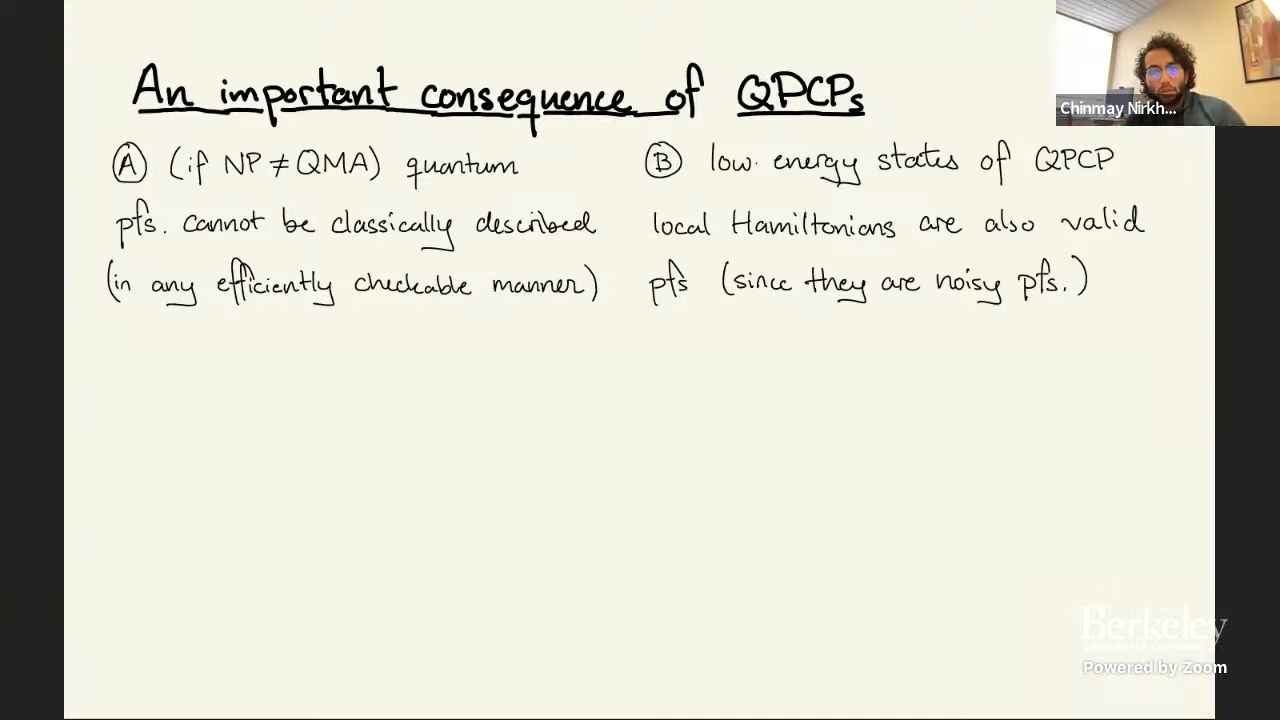 An important consequence of QPCPs
Ⓐ (if NP ≠ QMA) quantum
pfs. cannot be classically described
(in any efficiently checkable manner)
Ⓑ low energy states of QPCP
local Hamiltonians are also valid
pfs (since they are noisy pfs.)
Chinmay Nirkh...
Berkeley
Powered by Zoom